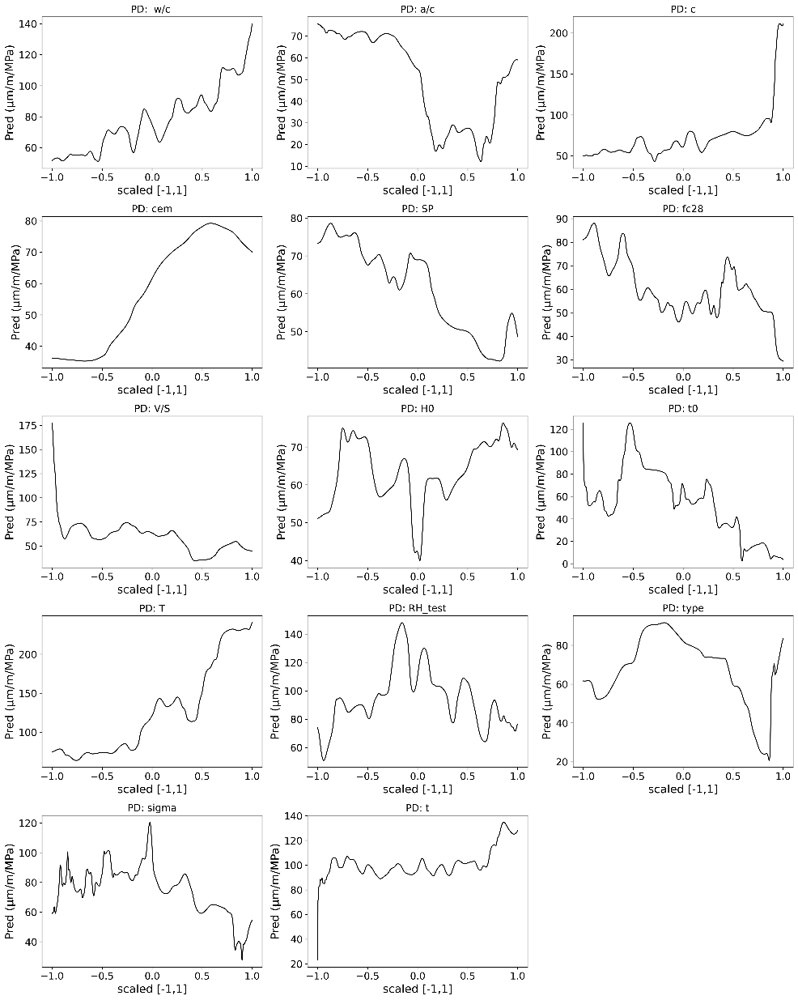 PD: w/c
Pred (µm/m/MPa)
140
120
100
80
60
−1.0 −0.5 0.0 0.5 1.0
scaled [-1,1]
PD: a/c
Pred (µm/m/MPa)
70
60
50
40
30
20
10
−1.0 −0.5 0.0 0.5 1.0
scaled [-1,1]
PD: c
Pred (µm/m/MPa)
200
150
100
50
−1.0 −0.5 0.0 0.5 1.0
scaled [-1,1]
PD: cem
Pred (µm/m/MPa)
80
70
60
50
40
−1.0 −0.5 0.0 0.5 1.0
scaled [-1,1]
PD: SP
Pred (µm/m/MPa)
80
70
60
50
−1.0 −0.5 0.0 0.5 1.0
scaled [-1,1]
PD: fc28
Pred (µm/m/MPa)
90
80
70
60
50
40
30
−1.0 −0.5 0.0 0.5 1.0
scaled [-1,1]
PD: V/S
Pred (µm/m/MPa)
175
150
125
100
75
50
−1.0 −0.5 0.0 0.5 1.0
scaled [-1,1]
PD: H0
Pred (µm/m/MPa)
70
60
50
40
−1.0 −0.5 0.0 0.5 1.0
scaled [-1,1]
PD: t0
Pred (µm/m/MPa)
120
100
80
60
40
20
0
−1.0 −0.5 0.0 0.5 1.0
scaled [-1,1]
PD: T
Pred (µm/m/MPa)
200
150
100
−1.0 −0.5 0.0 0.5 1.0
scaled [-1,1]
PD: RH_test
Pred (µm/m/MPa)
140
120
100
80
60
−1.0 −0.5 0.0 0.5 1.0
scaled [-1,1]
PD: type
Pred (µm/m/MPa)
80
60
40
20
−1.0 −0.5 0.0 0.5 1.0
scaled [-1,1]
PD: sigma
Pred (µm/m/MPa)
120
100
80
60
40
−1.0 −0.5 0.0 0.5 1.0
scaled [-1,1]
PD: t
Pred (µm/m/MPa)
140
120
100
80
60
40
20
−1.0 −0.5 0.0 0.5 1.0
scaled [-1,1]